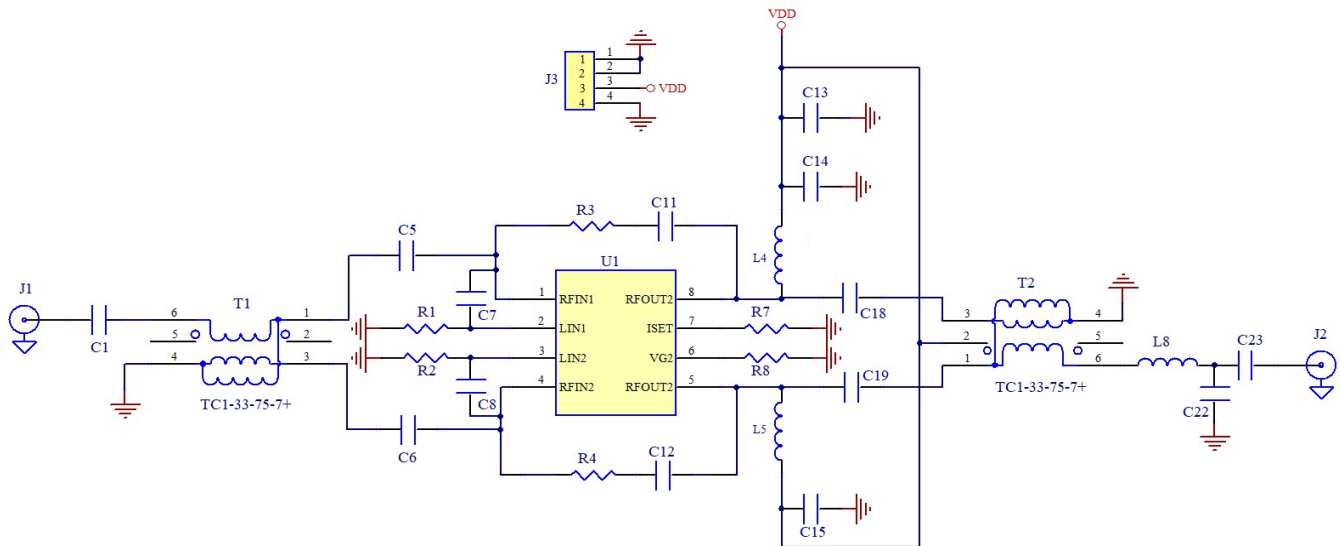 VDD
J3
1
2
3
4
1
2
3
4
VDD
C13
C14
R3
C11
L4
C5
U1
J1
C1
T1
6
5
4
1
2
3
TC1-33-75-7+
R1
R2
C7
C8
C6
1
2
3
4
RFIN1
LIN1
LIN2
RFIN2
RFOUT2
ISET
VG2
RFOUT2
8
7
6
5
R7
R8
C18
C19
L5
R4
C12
C15
T2
3
2
1
4
5
6
TC1-33-75-7+
L8
C23
C22
J2